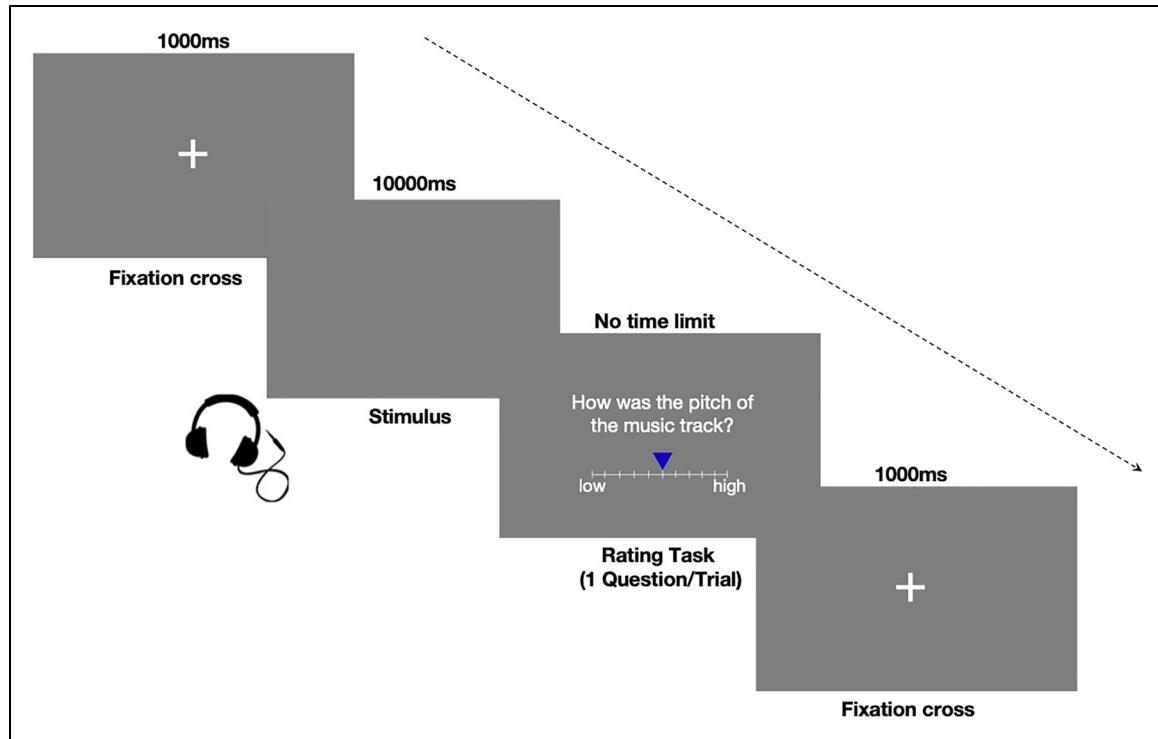 1000ms
Fixation cross
10000ms
Stimulus
No time limit
How was the pitch of
the music track?
low high
Rating Task
(1 Question/Trial)
1000ms
Fixation cross